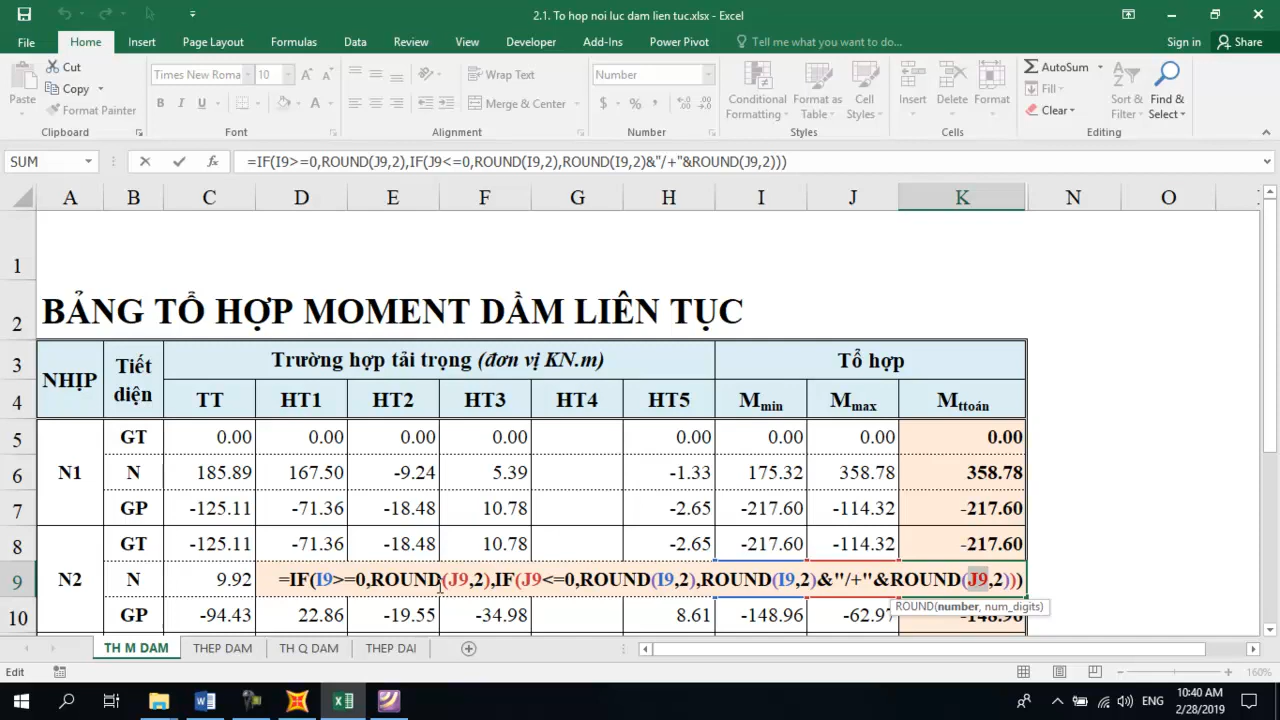 2.1. To hop noi luc dam lien tuc.xlsx - Excel
File Home Insert Page Layout Formulas Data Review View Developer Add-Ins Power Pivot Tell me what you want to do... Sign in Share
Paste Cut Copy Format Painter
Times New Roma 10
B I U
Wrap Text
Merge & Center
Number
$ % ,
Conditional Formatting Format as Table Cell Styles
Insert Delete Format
AutoSum Fill Clear
Sort & Filter Find & Select
Clipboard Font Alignment Number Styles Cells Editing
SUM =IF(I9>=0,ROUND(J9,2),IF(J9<=0,ROUND(I9,2),ROUND(I9,2)&"/+"&ROUND(J9,2)))
A B C D E F G H I J K N O
1
2 BẢNG TỔ HỢP MOMENT DẦM LIÊN TỤC
3 NHỊP Tiết diện Trường hợp tải trọng (đơn vị KN.m) Tổ hợp
4 TT HT1 HT2 HT3 HT4 HT5 Mmin Mmax Mttoán
5 GT 0.00 0.00 0.00 0.00 0.00 0.00 0.00 0.00
6 N1 N 185.89 167.50 -9.24 5.39 -1.33 175.32 358.78 358.78
7 GP -125.11 -71.36 -18.48 10.78 -2.65 -217.60 -114.32 -217.60
8 GT -125.11 -71.36 -18.48 10.78 -2.65 -217.60 -114.32 -217.60
9 N2 N 9.92 =IF(I9>=0,ROUND(J9,2),IF(J9<=0,ROUND(I9,2),ROUND(I9,2)&"/+"&ROUND(J9,2)))
ROUND(number, num_digits)
10 GP -94.43 22.86 -19.55 -34.98 8.61 -148.96 -62.97 -148.96
TH M DAM THEP DAM TH Q DAM THEP DAI
Edit 160%
ENG 10:40 AM
2/28/2019